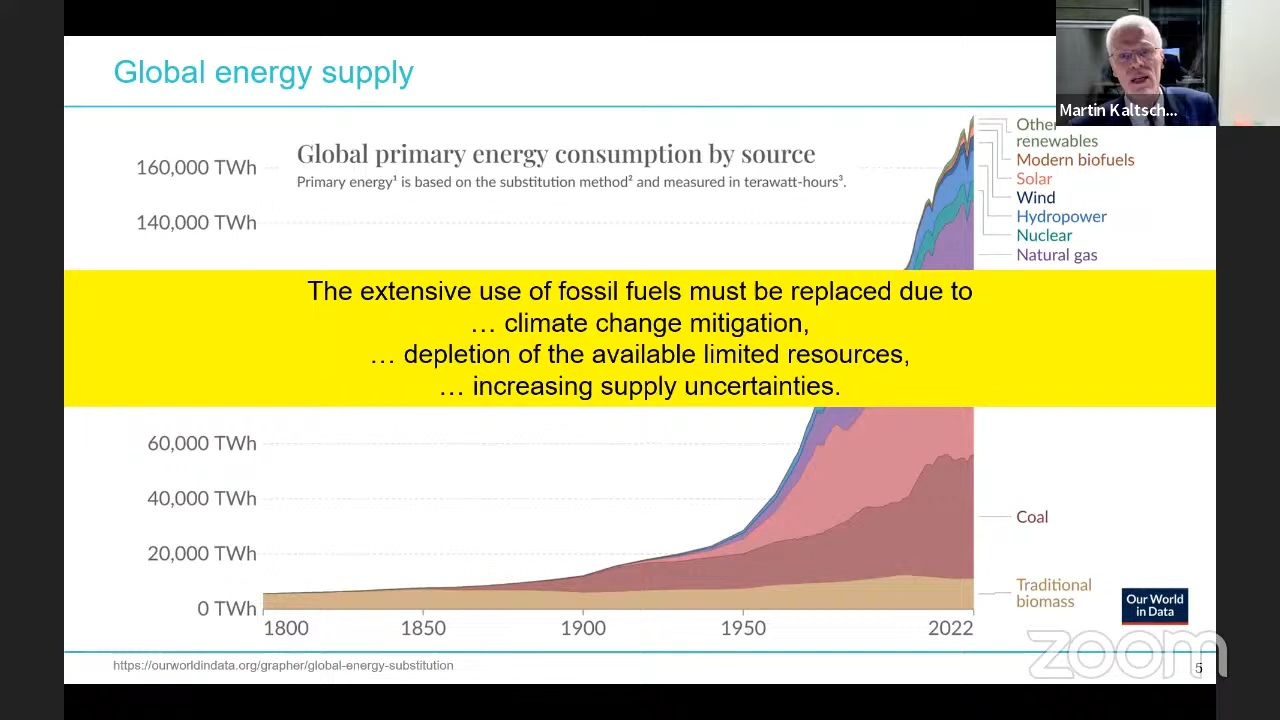 Global energy supply
Martin Kaltsch...
Global primary energy consumption by source
Primary energy¹ is based on the substitution method² and measured in terawatt-hours³.
160,000 TWh
140,000 TWh
Other
renewables
Modern biofuels
Solar
Wind
Hydropower
Nuclear
Natural gas
The extensive use of fossil fuels must be replaced due to
… climate change mitigation,
… depletion of the available limited resources,
… increasing supply uncertainties.
60,000 TWh
40,000 TWh
20,000 TWh
0 TWh
Coal
Traditional
biomass
1800 1850 1900 1950 2022
Our World
in Data
https://ourworldindata.org/grapher/global-energy-substitution
zoom
5